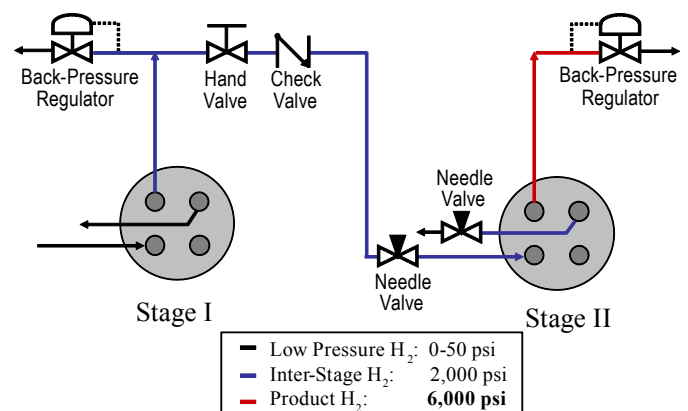 Back-Pressure
Regulator
Hand
Valve
Check
Valve
Back-Pressure
Regulator
Needle
Valve
Needle
Valve
Stage I
Stage II
Low Pressure H₂: 0-50 psi
Inter-Stage H₂: 2,000 psi
Product H₂: 6,000 psi